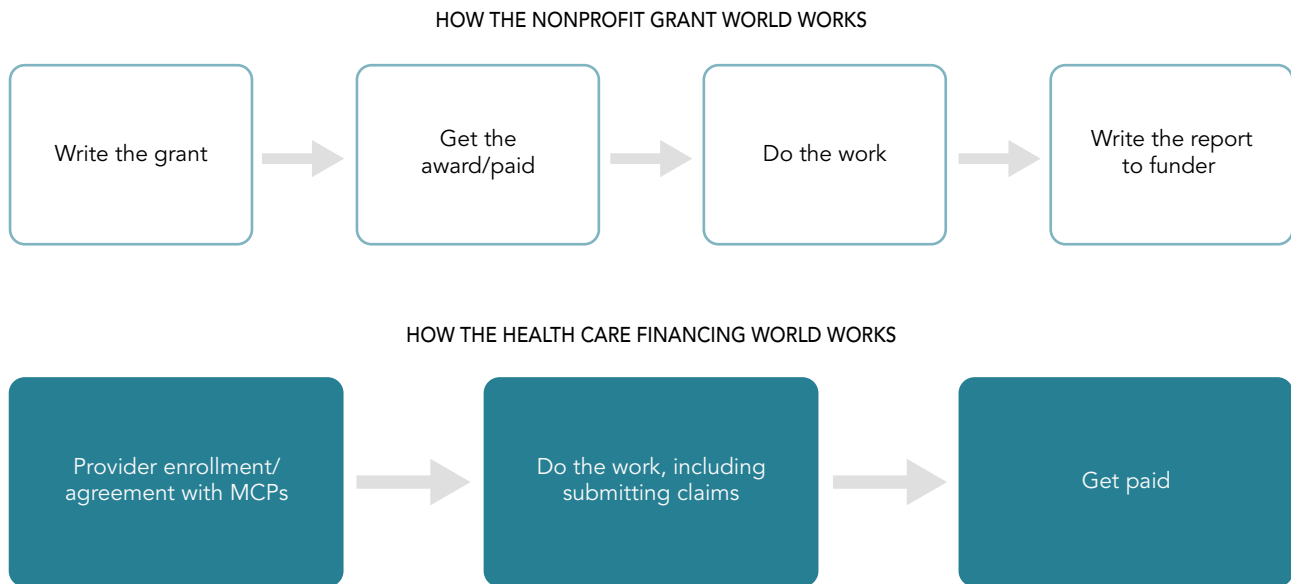 HOW THE NONPROFIT GRANT WORLD WORKS
Write the grant
Get the
award/paid
Do the work
Write the report
to funder
HOW THE HEALTH CARE FINANCING WORLD WORKS
Provider enrollment/
agreement with MCPs
Do the work, including
submitting claims
Get paid